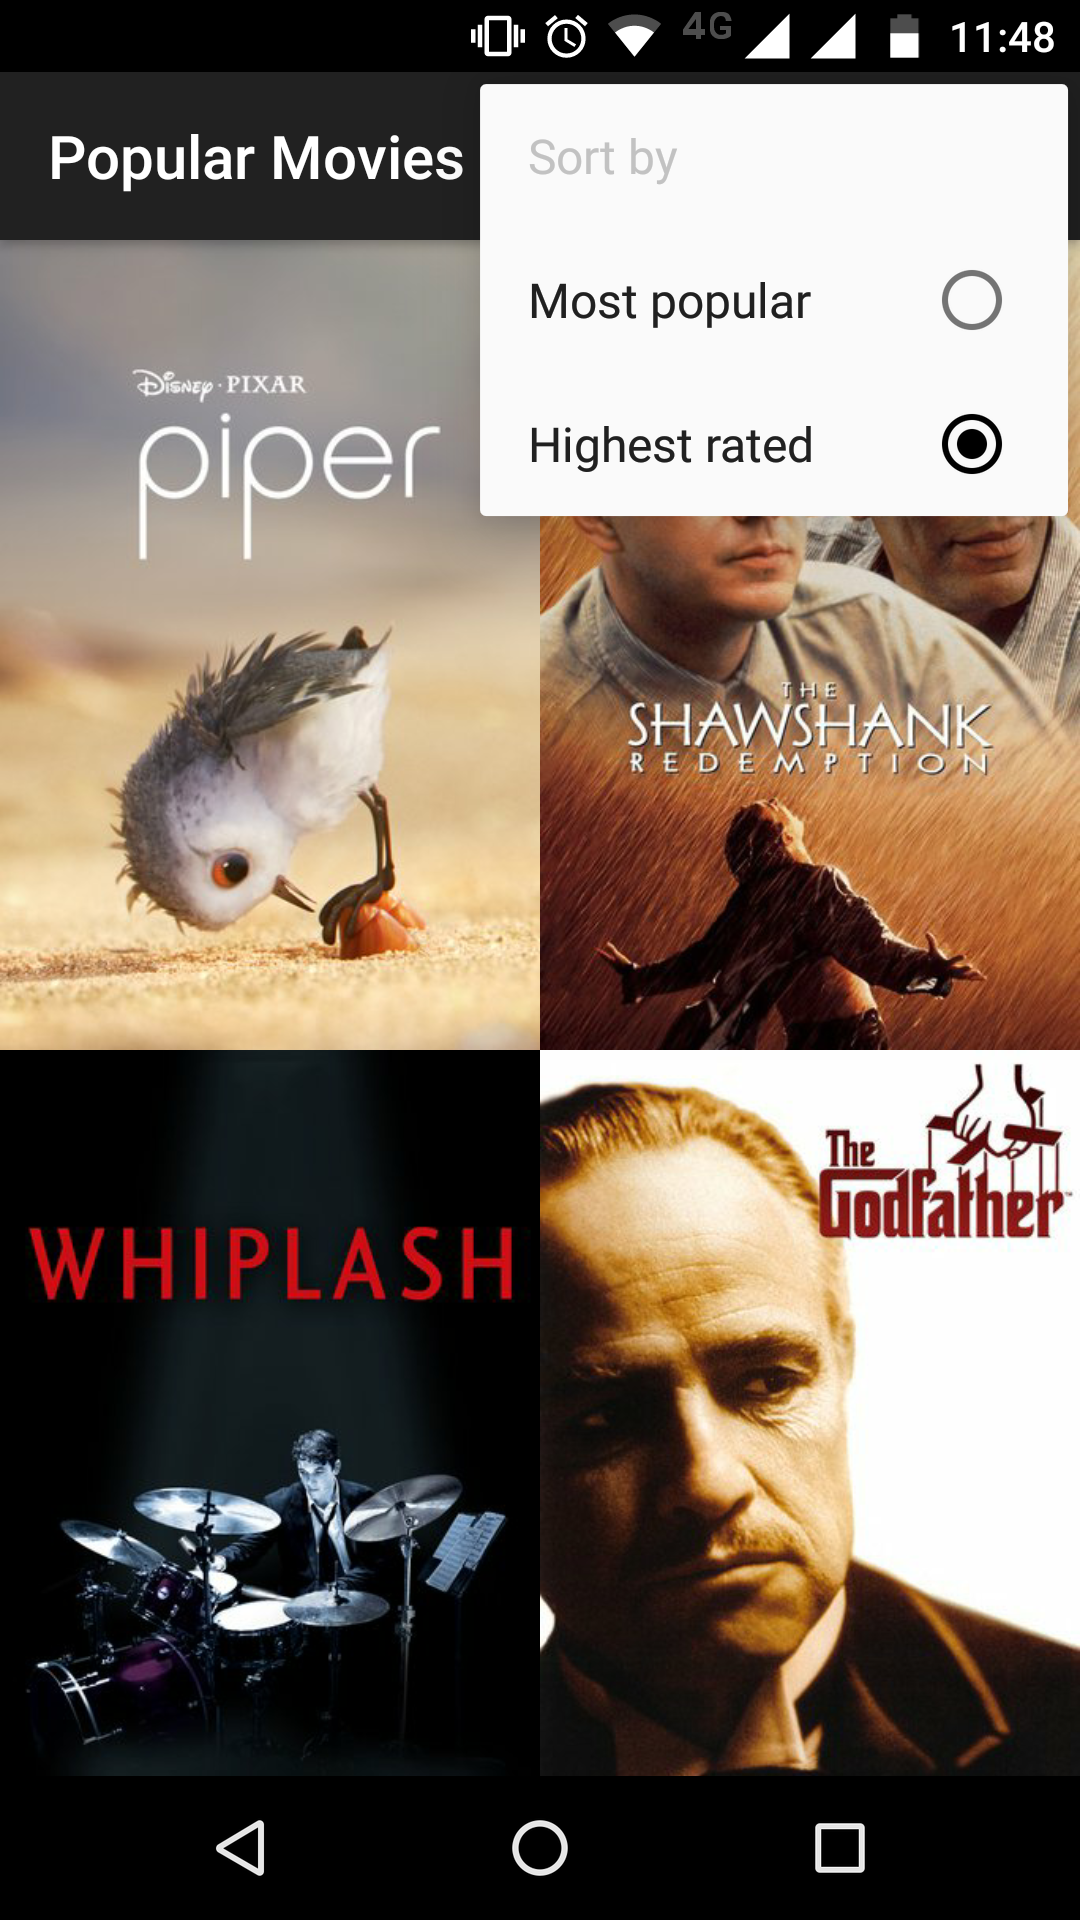 4G 11:48
Popular Movies
Sort by
Most popular
Highest rated
Disney · PIXAR
piper
THE
SHAWSHANK
REDEMPTION
WHIPLASH
The
Godfather